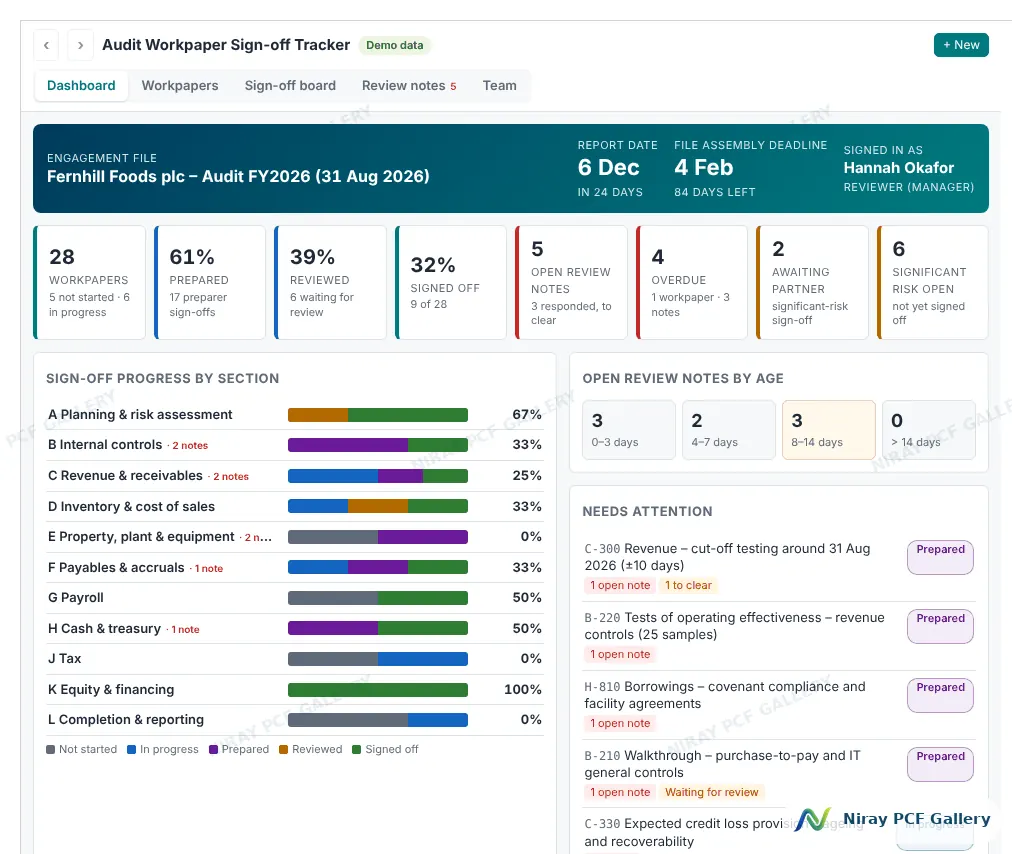 ‹ › Audit Workpaper Sign-off Tracker Demo data + New
Dashboard Workpapers Sign-off board Review notes 5 Team
ENGAGEMENT FILE
Fernhill Foods plc – Audit FY2026 (31 Aug 2026)
REPORT DATE
6 Dec
IN 24 DAYS
FILE ASSEMBLY DEADLINE
4 Feb
84 DAYS LEFT
SIGNED IN AS
Hannah Okafor
REVIEWER (MANAGER)
28
WORKPAPERS
5 not started · 6
in progress
61%
PREPARED
17 preparer
sign-offs
39%
REVIEWED
6 waiting for
review
32%
SIGNED OFF
9 of 28
5
OPEN REVIEW
NOTES
3 responded, to
clear
4
OVERDUE
1 workpaper · 3
notes
2
AWAITING
PARTNER
significant-risk
sign-off
6
SIGNIFICANT
RISK OPEN
not yet signed
off
SIGN-OFF PROGRESS BY SECTION
A Planning & risk assessment 67%
B Internal controls · 2 notes 33%
C Revenue & receivables · 2 notes 25%
D Inventory & cost of sales 33%
E Property, plant & equipment · 2 n... 0%
F Payables & accruals · 1 note 33%
G Payroll 50%
H Cash & treasury · 1 note 50%
J Tax 0%
K Equity & financing 100%
L Completion & reporting 0%
Not started In progress Prepared Reviewed Signed off
OPEN REVIEW NOTES BY AGE
3
0–3 days
2
4–7 days
3
8–14 days
0
> 14 days
NEEDS ATTENTION
C-300 Revenue – cut-off testing around 31 Aug
2026 (±10 days)
Prepared
1 open note 1 to clear
B-220 Tests of operating effectiveness – revenue
controls (25 samples)
Prepared
1 open note
H-810 Borrowings – covenant compliance and
facility agreements
Prepared
1 open note
B-210 Walkthrough – purchase-to-pay and IT
general controls
Prepared
1 open note Waiting for review
C-330 Expected credit loss provisioning – ageing
and recoverability
In progress
Niray PCF Gallery
NIRAY PCF GALLERY